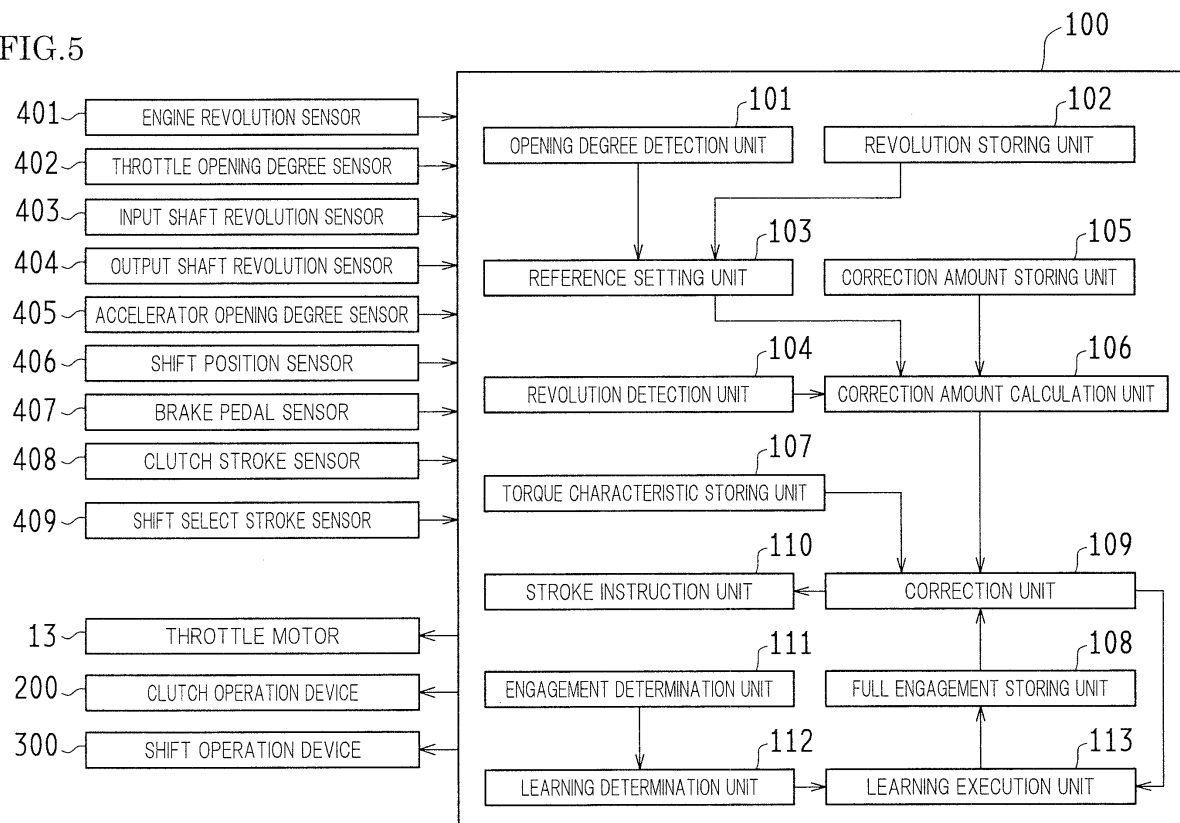 FIG.5
100
401 ENGINE REVOLUTION SENSOR
402 THROTTLE OPENING DEGREE SENSOR
403 INPUT SHAFT REVOLUTION SENSOR
404 OUTPUT SHAFT REVOLUTION SENSOR
405 ACCELERATOR OPENING DEGREE SENSOR
406 SHIFT POSITION SENSOR
407 BRAKE PEDAL SENSOR
408 CLUTCH STROKE SENSOR
409 SHIFT SELECT STROKE SENSOR
13 THROTTLE MOTOR
200 CLUTCH OPERATION DEVICE
300 SHIFT OPERATION DEVICE
101
OPENING DEGREE DETECTION UNIT
102
REVOLUTION STORING UNIT
103
REFERENCE SETTING UNIT
105
CORRECTION AMOUNT STORING UNIT
104
REVOLUTION DETECTION UNIT
106
CORRECTION AMOUNT CALCULATION UNIT
107
TORQUE CHARACTERISTIC STORING UNIT
110
STROKE INSTRUCTION UNIT
109
CORRECTION UNIT
111
ENGAGEMENT DETERMINATION UNIT
108
FULL ENGAGEMENT STORING UNIT
112
LEARNING DETERMINATION UNIT
113
LEARNING EXECUTION UNIT